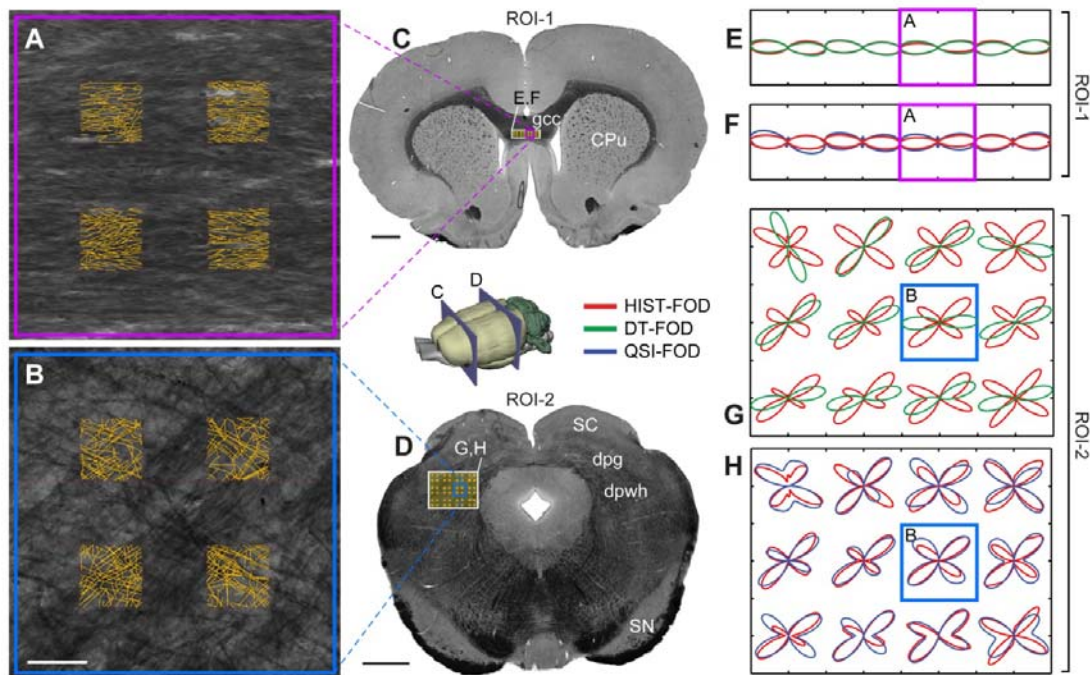 A
B
C
ROI-1
E,F
gcc
CPu
C
D
HIST-FOD
DT-FOD
QSI-FOD
ROI-2
D
G,H
SC
dpg
dpwh
SN
E
A
F
A
ROI-1
G
B
H
B
ROI-2